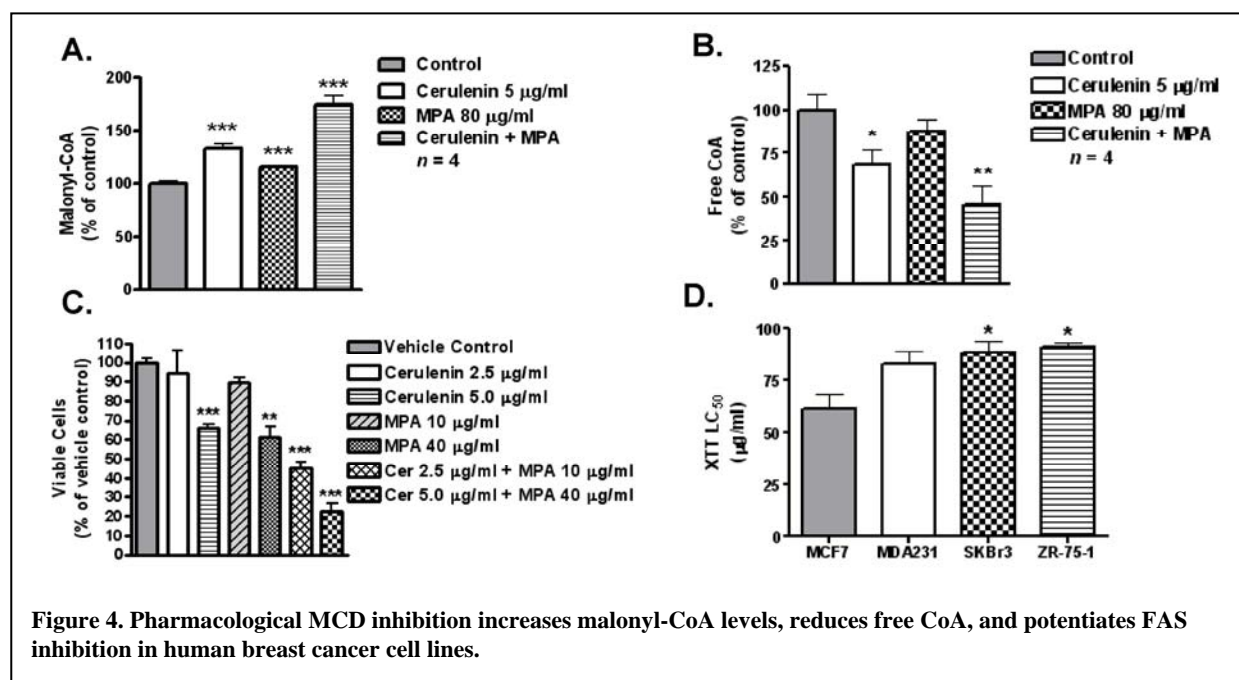 A.
Malonyl-CoA
(% of control)
200
150
100
50
0
***
***
***
Control
Cerulenin 5 µg/ml
MPA 80 µg/ml
Cerulenin + MPA
n = 4
B.
Free CoA
(% of control)
125
100
75
50
25
0
*
**
Control
Cerulenin 5 µg/ml
MPA 80 µg/ml
Cerulenin + MPA
n = 4
C.
Viable Cells
(% of vehicle control)
110
100
90
80
70
60
50
40
30
20
10
0
***
**
***
***
Vehicle Control
Cerulenin 2.5 µg/ml
Cerulenin 5.0 µg/ml
MPA 10 µg/ml
MPA 40 µg/ml
Cer 2.5 µg/ml + MPA 10 µg/ml
Cer 5.0 µg/ml + MPA 40 µg/ml
D.
XTT LC50
(µg/ml)
100
75
50
25
0
*
*
MCF7 MDA231 SKBr3 ZR-75-1
Figure 4. Pharmacological MCD inhibition increases malonyl-CoA levels, reduces free CoA, and potentiates FAS
inhibition in human breast cancer cell lines.